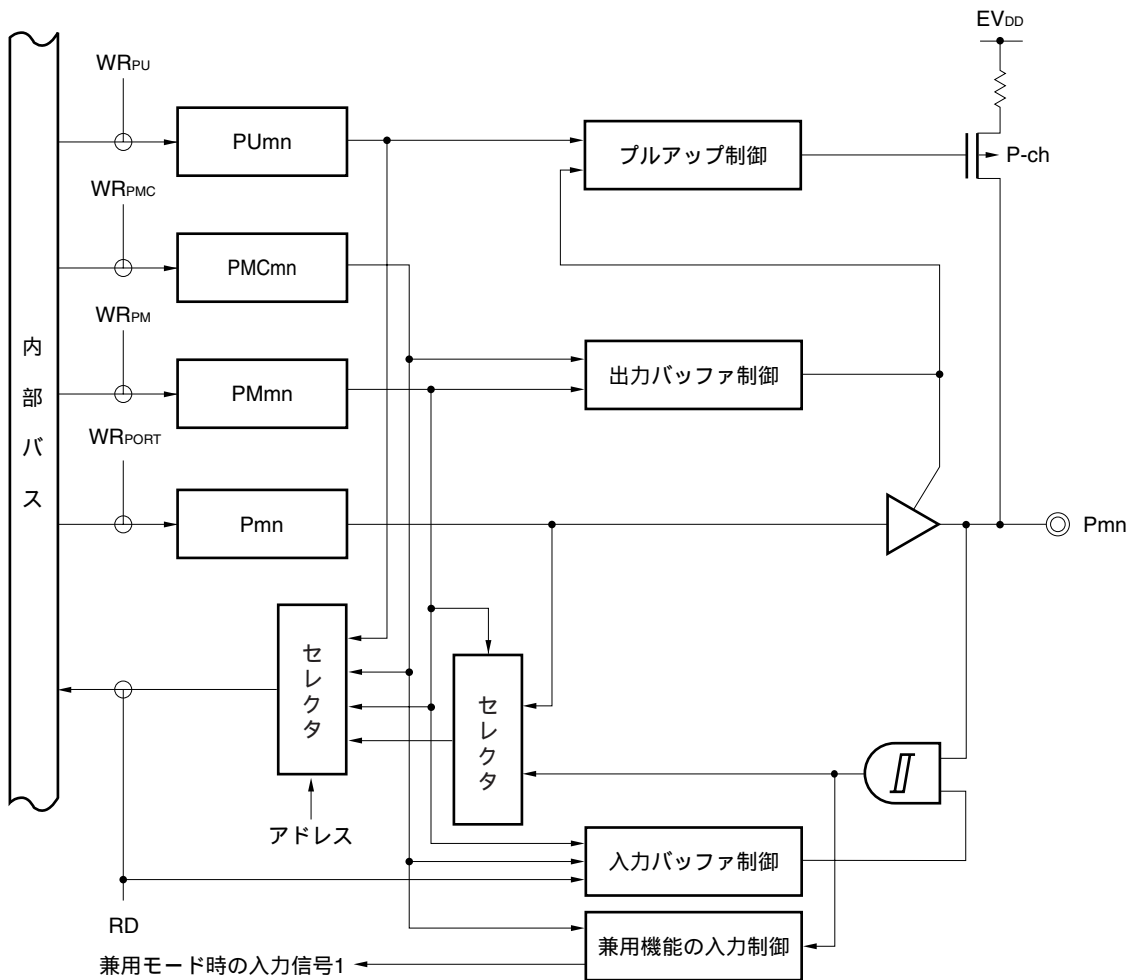 EVDD
WRPU
PUmn
プルアップ制御
P-ch
WRPMC
PMCmn
WRPM
PMmn
出力バッファ制御
内部バス
WRPORT
Pmn
Pmn
セレクタ
セレクタ
アドレス
入力バッファ制御
RD
兼用機能の入力制御
兼用モード時の入力信号1